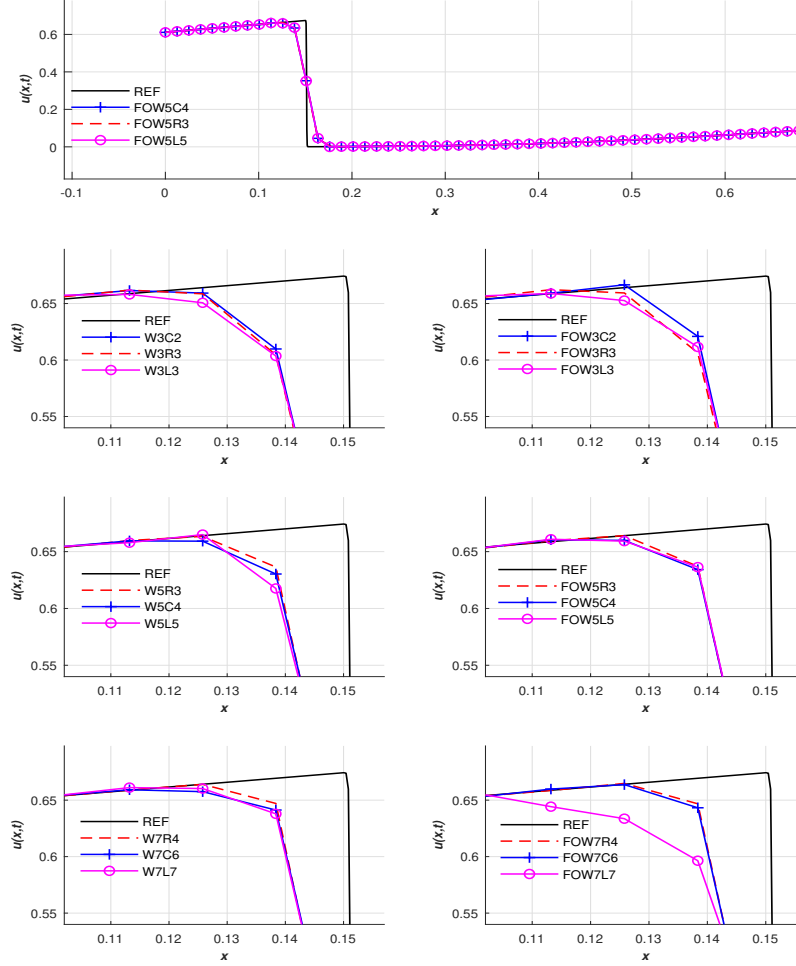 0.6
0.4
0.2
0
u(x,t)
REF
FOW5C4
FOW5R3
FOW5L5
-0.1 0 0.1 0.2 0.3 0.4 0.5 0.6
x
0.65
0.6
0.55
u(x,t)
REF
W3C2
W3R3
W3L3
0.11 0.12 0.13 0.14 0.15
x
0.65
0.6
0.55
u(x,t)
REF
FOW3C2
FOW3R3
FOW3L3
0.11 0.12 0.13 0.14 0.15
x
0.65
0.6
0.55
u(x,t)
REF
W5R3
W5C4
W5L5
0.11 0.12 0.13 0.14 0.15
x
0.65
0.6
0.55
u(x,t)
REF
FOW5R3
FOW5C4
FOW5L5
0.11 0.12 0.13 0.14 0.15
x
0.65
0.6
0.55
u(x,t)
REF
W7R4
W7C6
W7L7
0.11 0.12 0.13 0.14 0.15
x
0.65
0.6
0.55
u(x,t)
REF
FOW7R4
FOW7C6
FOW7L7
0.11 0.12 0.13 0.14 0.15
x